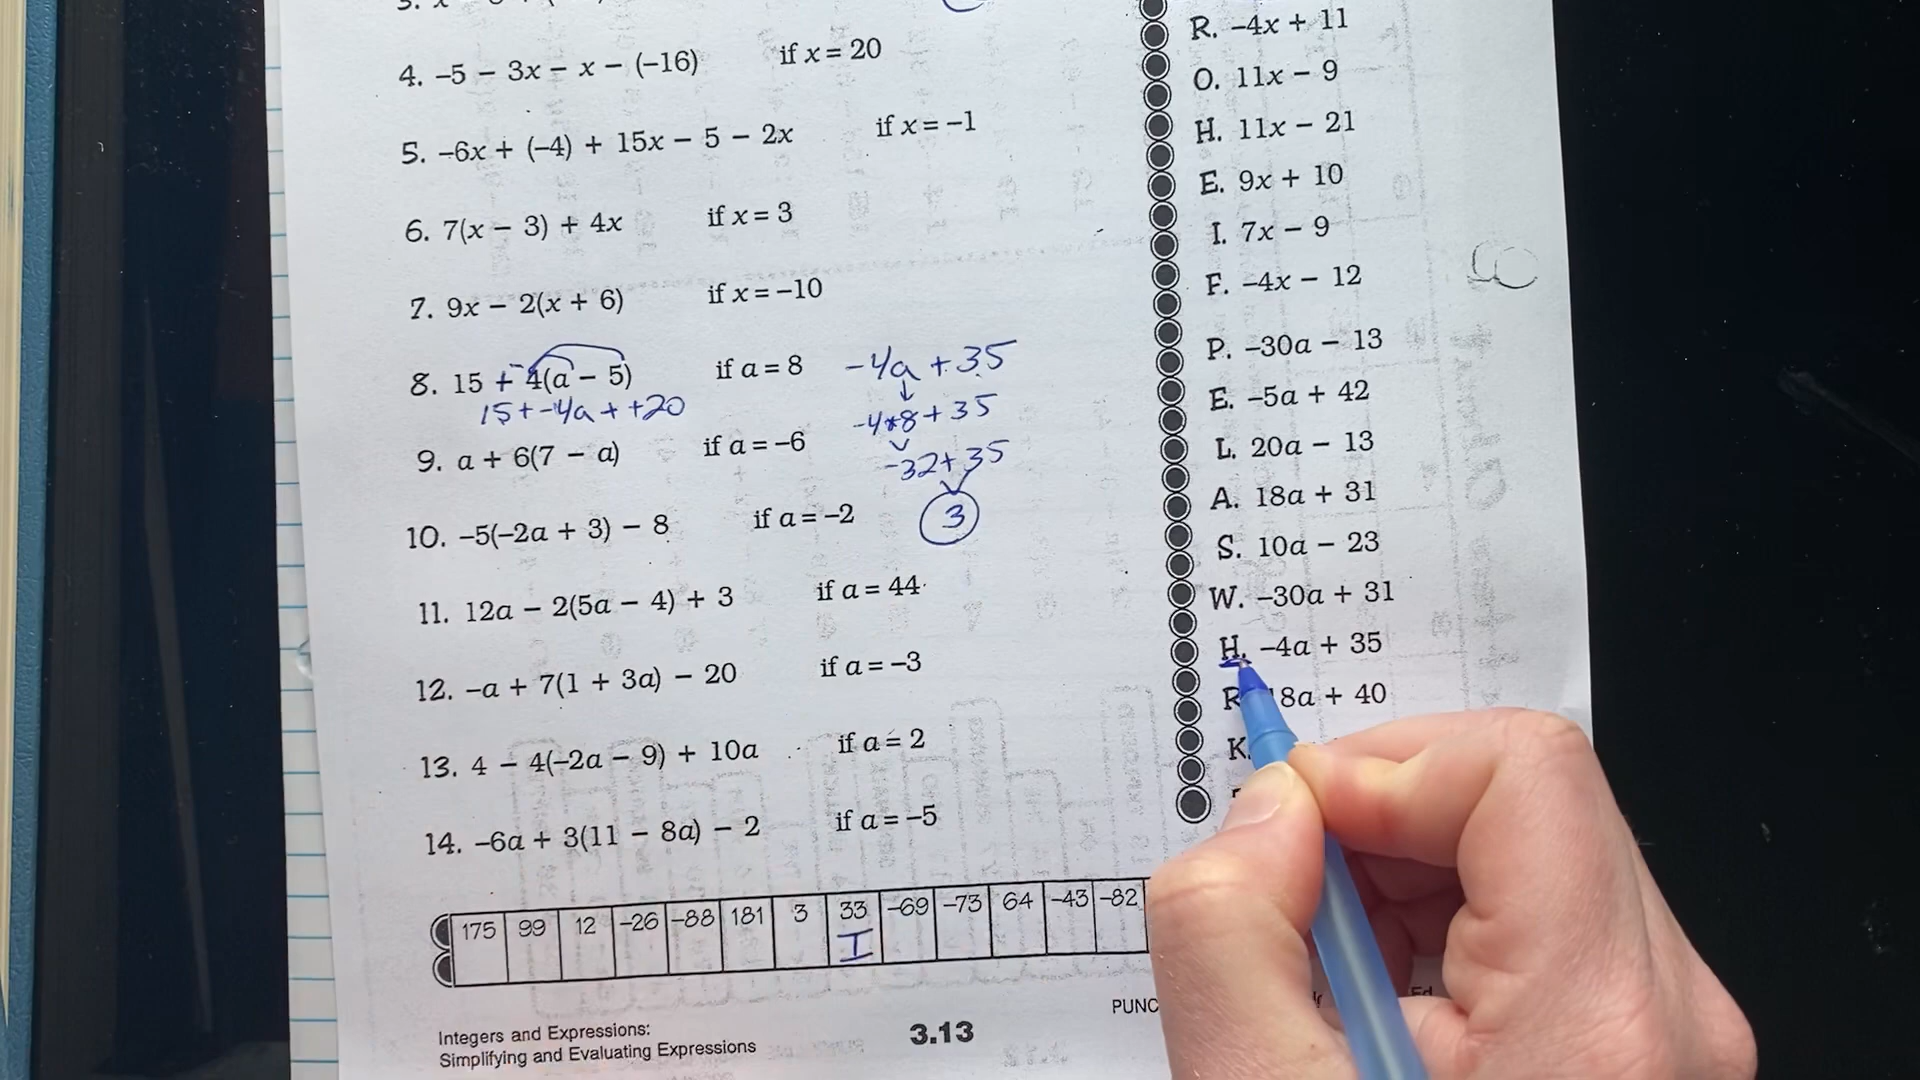 4. –5 – 3x – x – (–16) if x = 20
5. –6x + (–4) + 15x – 5 – 2x if x = –1
6. 7(x – 3) + 4x if x = 3
7. 9x – 2(x + 6) if x = –10
8. 15 + -4(a – 5) if a = 8
15+-4a + +20
-4a + 35
-4*8+35
-32+35
3
9. a + 6(7 – a) if a = –6
10. –5(–2a + 3) – 8 if a = –2
11. 12a – 2(5a – 4) + 3 if a = 44
12. –a + 7(1 + 3a) – 20 if a = –3
13. 4 – 4(–2a – 9) + 10a if a = 2
14. –6a + 3(11 – 8a) – 2 if a = –5
R. –4x + 11
O. 11x – 9
H. 11x – 21
E. 9x + 10
I. 7x – 9
F. –4x – 12
P. –30a – 13
E. –5a + 42
L. 20a – 13
A. 18a + 31
S. 10a – 23
W. –30a + 31
H. –4a + 35
R. 18a + 40
K.
175 99 12 –26 –88 181 3 33 –69 –73 64 –43 –82
I
PUNC
Integers and Expressions:
Simplifying and Evaluating Expressions
3.13